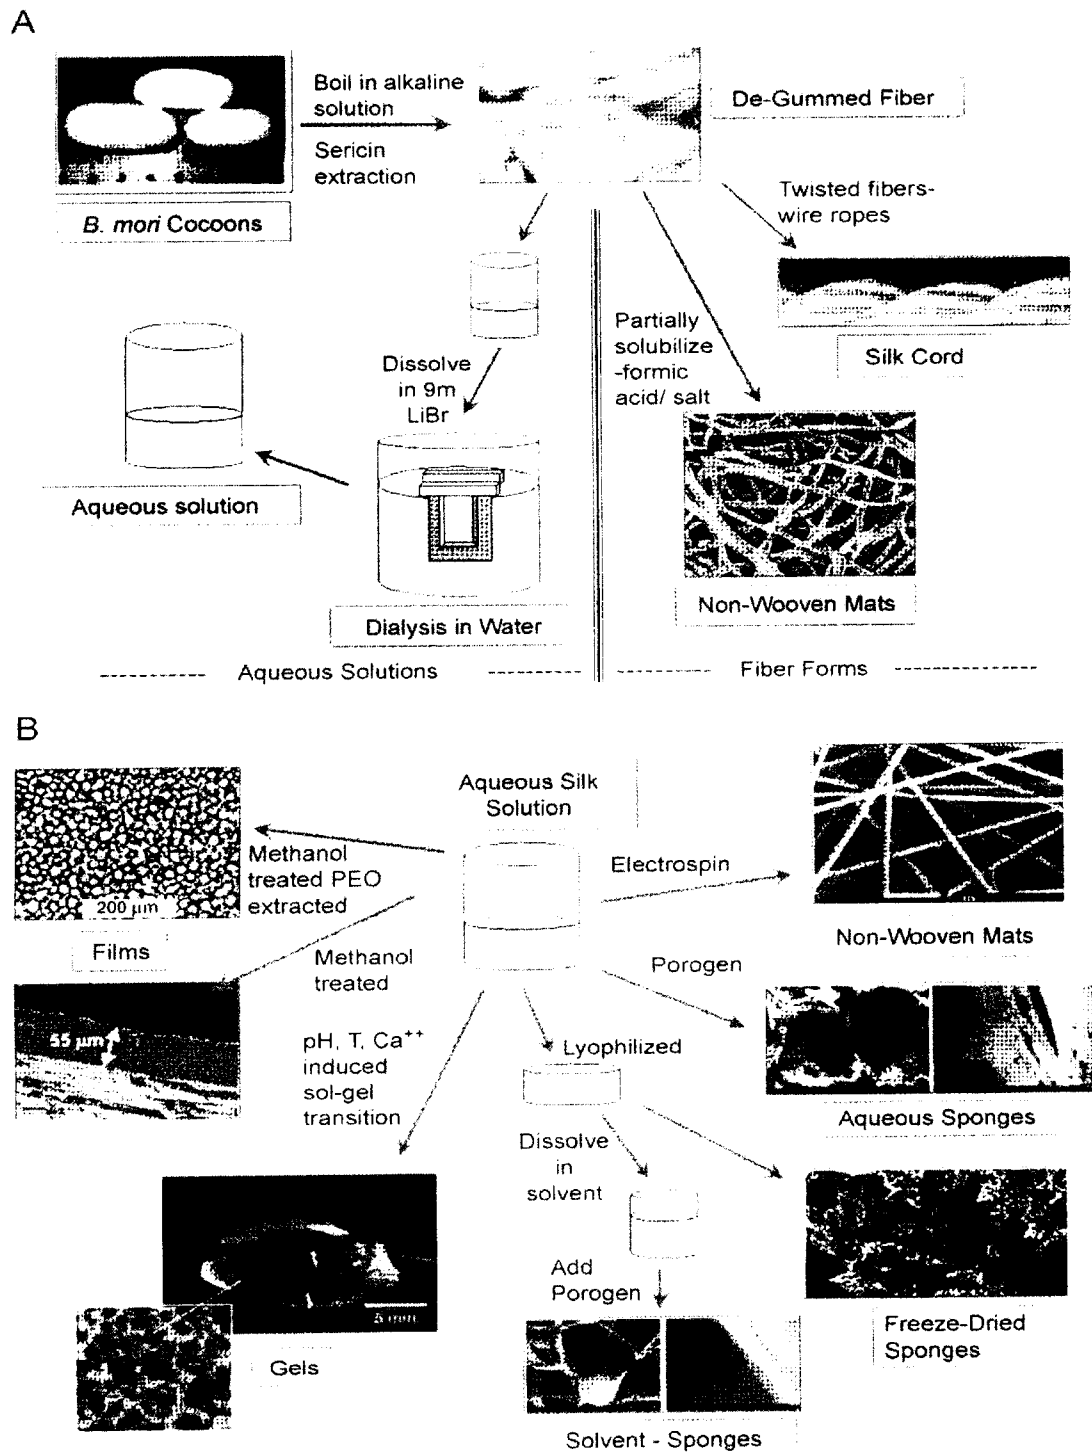 A
Boil in alkaline
solution
Sericin
extraction
De-Gummed Fiber
B. mori Cocoons
Twisted fibers-
wire ropes
Silk Cord
Partially
solubilize
-formic
acid/ salt
Dissolve
in 9m
LiBr
Aqueous solution
Dialysis in Water
Non-Wooven Mats
Aqueous Solutions
Fiber Forms
B
Aqueous Silk
Solution
Methanol
treated PEO
extracted
200 µm
Films
Electrospin
Non-Wooven Mats
Methanol
treated
55 µm
Porogen
Aqueous Sponges
pH, T, Ca++
induced
sol-gel
transition
Lyophilized
Dissolve
in
solvent
Add
Porogen
5 mm
Gels
Freeze-Dried
Sponges
Solvent - Sponges